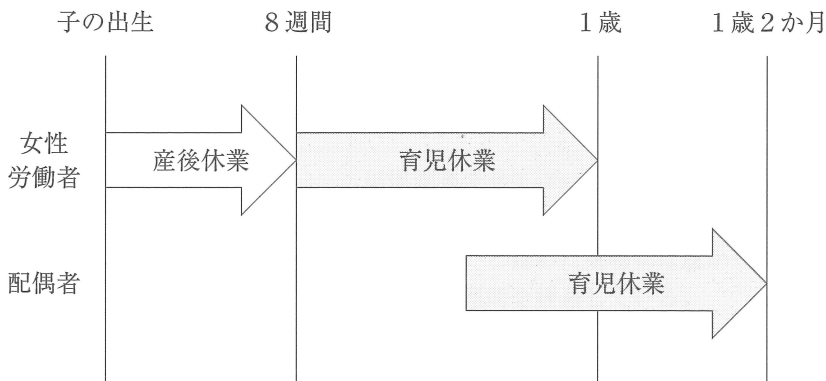 子の出生 8週間 1歳 1歳2か月
女性
労働者
産後休業 育児休業
配偶者 育児休業